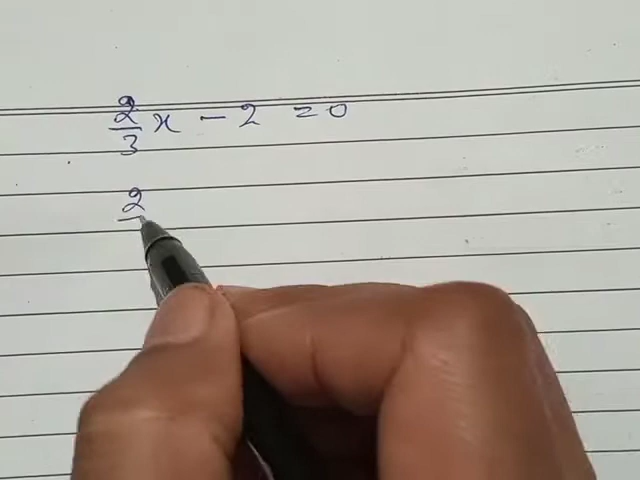 2/3 x - 2 = 0
2